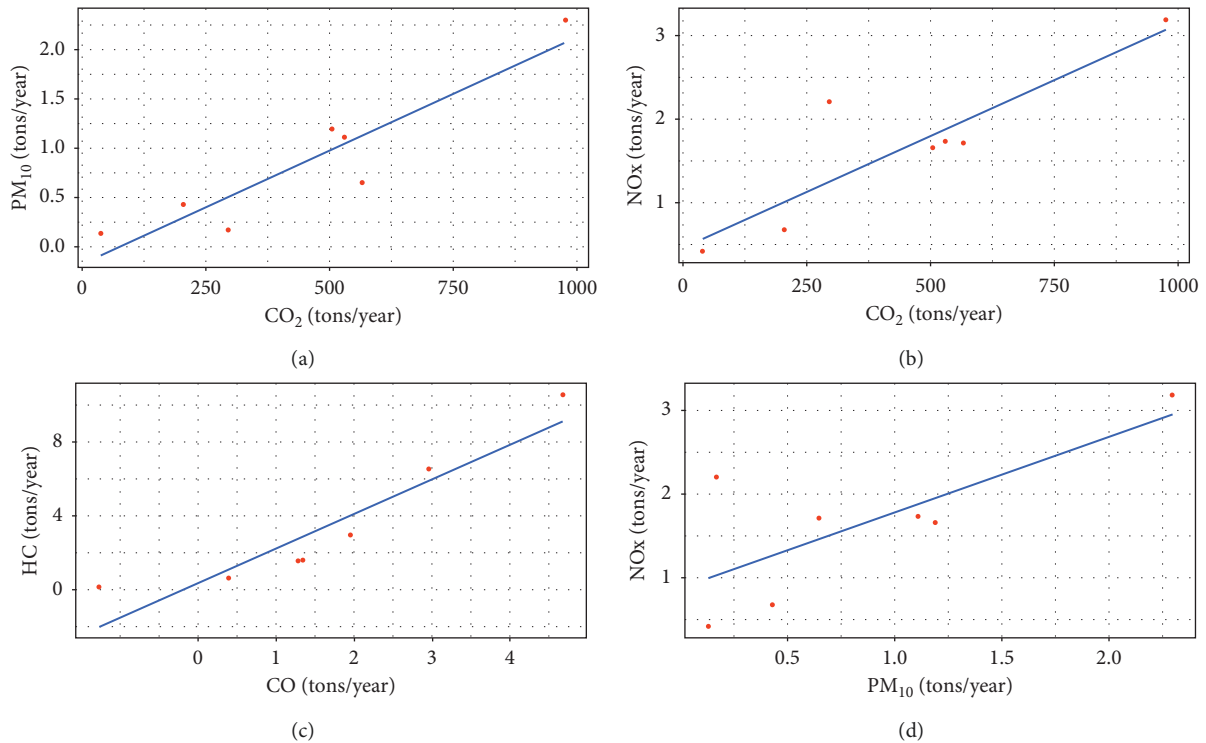 PM₁₀ (tons/year)
2.0
1.5
1.0
0.5
0.0
0 250 500 750 1000
CO₂ (tons/year)
(a)
NOx (tons/year)
3
2
1
0 250 500 750 1000
CO₂ (tons/year)
(b)
HC (tons/year)
8
4
0
0 1 2 3 4
CO (tons/year)
(c)
NOx (tons/year)
3
2
1
0.5 1.0 1.5 2.0
PM₁₀ (tons/year)
(d)